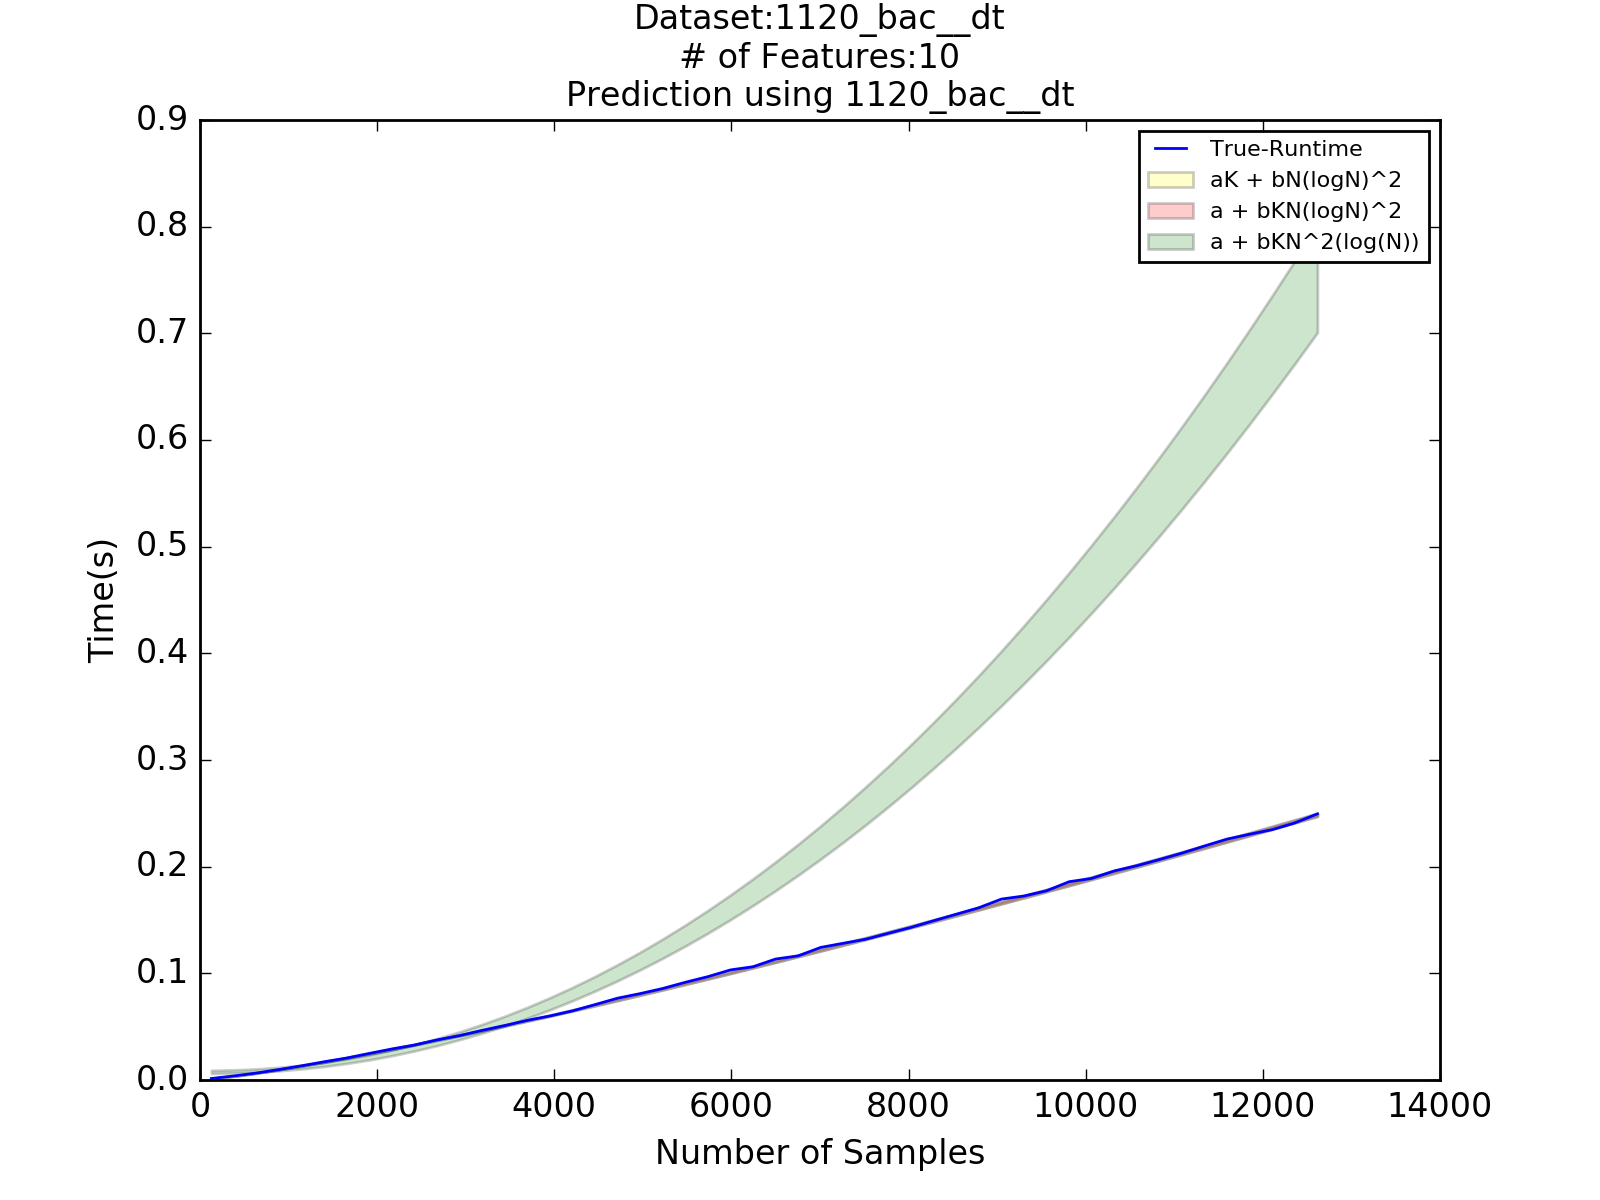 Dataset:1120_bac__dt
# of Features:10
Prediction using 1120_bac__dt
0.9
0.8
0.7
0.6
0.5
0.4
0.3
0.2
0.1
0.0
Time(s)
True-Runtime
aK + bN(logN)^2
a + bKN(logN)^2
a + bKN^2(log(N))
0 2000 4000 6000 8000 10000 12000 14000
Number of Samples